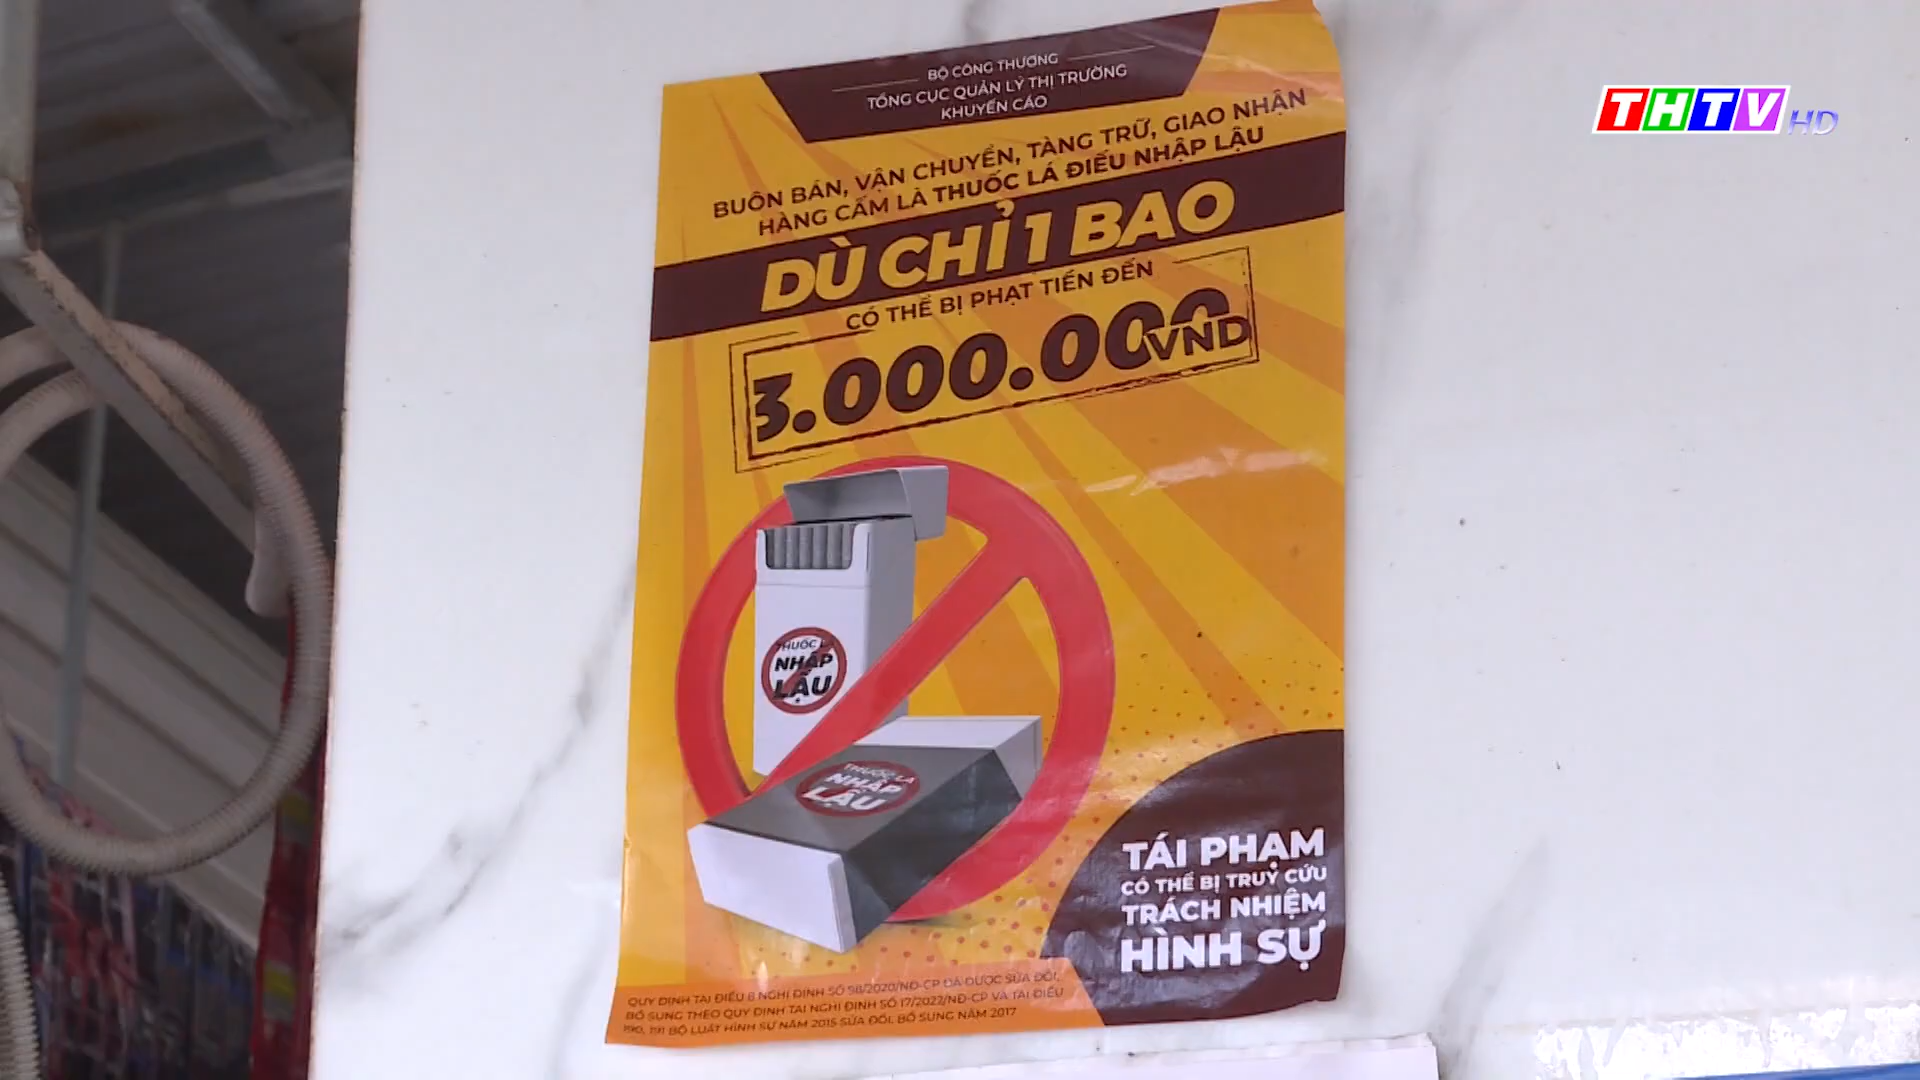 THTV HD
BỘ CÔNG THƯƠNG
TỔNG CỤC QUẢN LÝ THỊ TRƯỜNG
KHUYẾN CÁO
BUÔN BÁN, VẬN CHUYỂN, TÀNG TRỮ, GIAO NHẬN
HÀNG CẤM LÀ THUỐC LÁ ĐIẾU NHẬP LẬU
DÙ CHỈ 1 BAO
CÓ THỂ BỊ PHẠT TIỀN ĐẾN
3.000.000 VND
THUỐC LÁ
NHẬP
LẬU
THUỐC LÁ
NHẬP
LẬU
TÁI PHẠM
CÓ THỂ BỊ TRUY CỨU
TRÁCH NHIỆM
HÌNH SỰ
QUY ĐỊNH TẠI ĐIỀU 8 NGHỊ ĐỊNH SỐ 98/2020/NĐ-CP ĐÃ ĐƯỢC SỬA ĐỔI,
BỔ SUNG THEO QUY ĐỊNH TẠI NGHỊ ĐỊNH SỐ 17/2022/NĐ-CP VÀ TẠI ĐIỀU
190, 191 BỘ LUẬT HÌNH SỰ NĂM 2015 SỬA ĐỔI, BỔ SUNG NĂM 2017